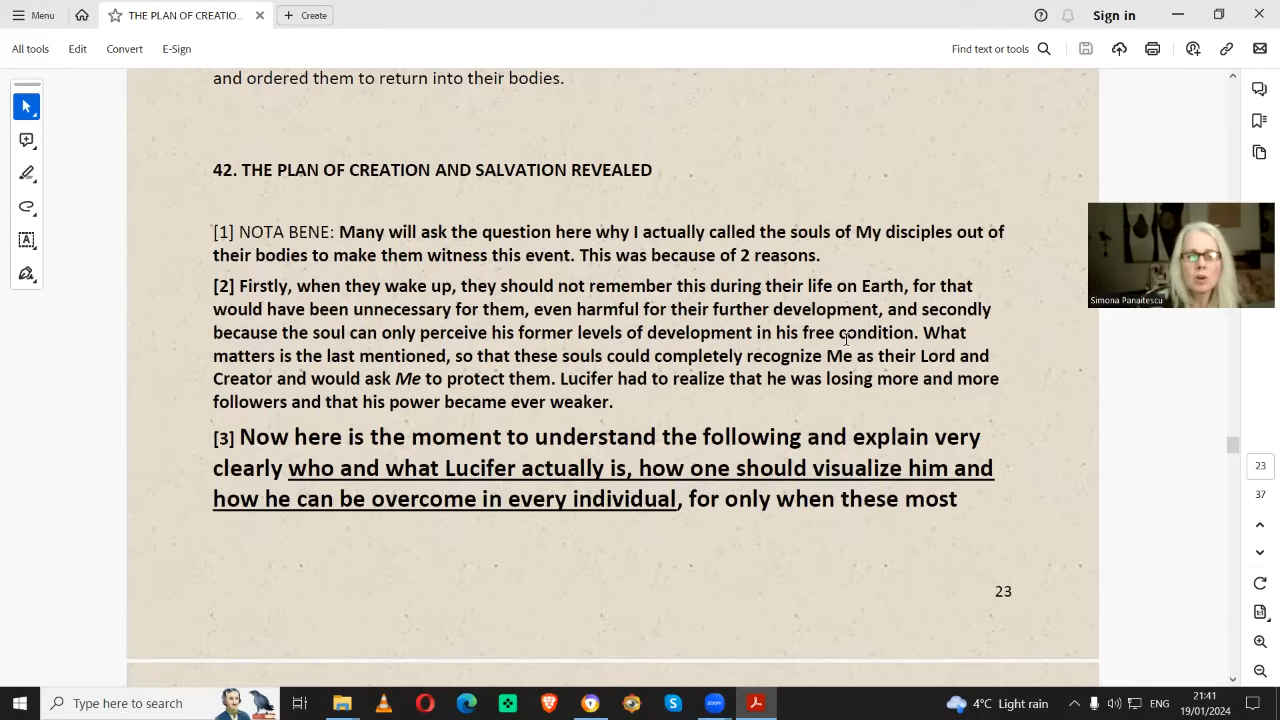 Menu
THE PLAN OF CREATIO...
Create
Sign in
All tools
Edit
Convert
E-Sign
Find text or tools
and ordered them to return into their bodies.
42. THE PLAN OF CREATION AND SALVATION REVEALED
[1] NOTA BENE: Many will ask the question here why I actually called the souls of My disciples out of
their bodies to make them witness this event. This was because of 2 reasons.
[2] Firstly, when they wake up, they should not remember this during their life on Earth, for that
would have been unnecessary for them, even harmful for their further development, and secondly
because the soul can only perceive his former levels of development in his free condition. What
matters is the last mentioned, so that these souls could completely recognize Me as their Lord and
Creator and would ask Me to protect them. Lucifer had to realize that he was losing more and more
followers and that his power became ever weaker.
[3] Now here is the moment to understand the following and explain very
clearly who and what Lucifer actually is, how one should visualize him and
how he can be overcome in every individual, for only when these most
23
Simona Panaitescu
23
37
Type here to search
zoom
4°C Light rain
ENG
21:41
19/01/2024